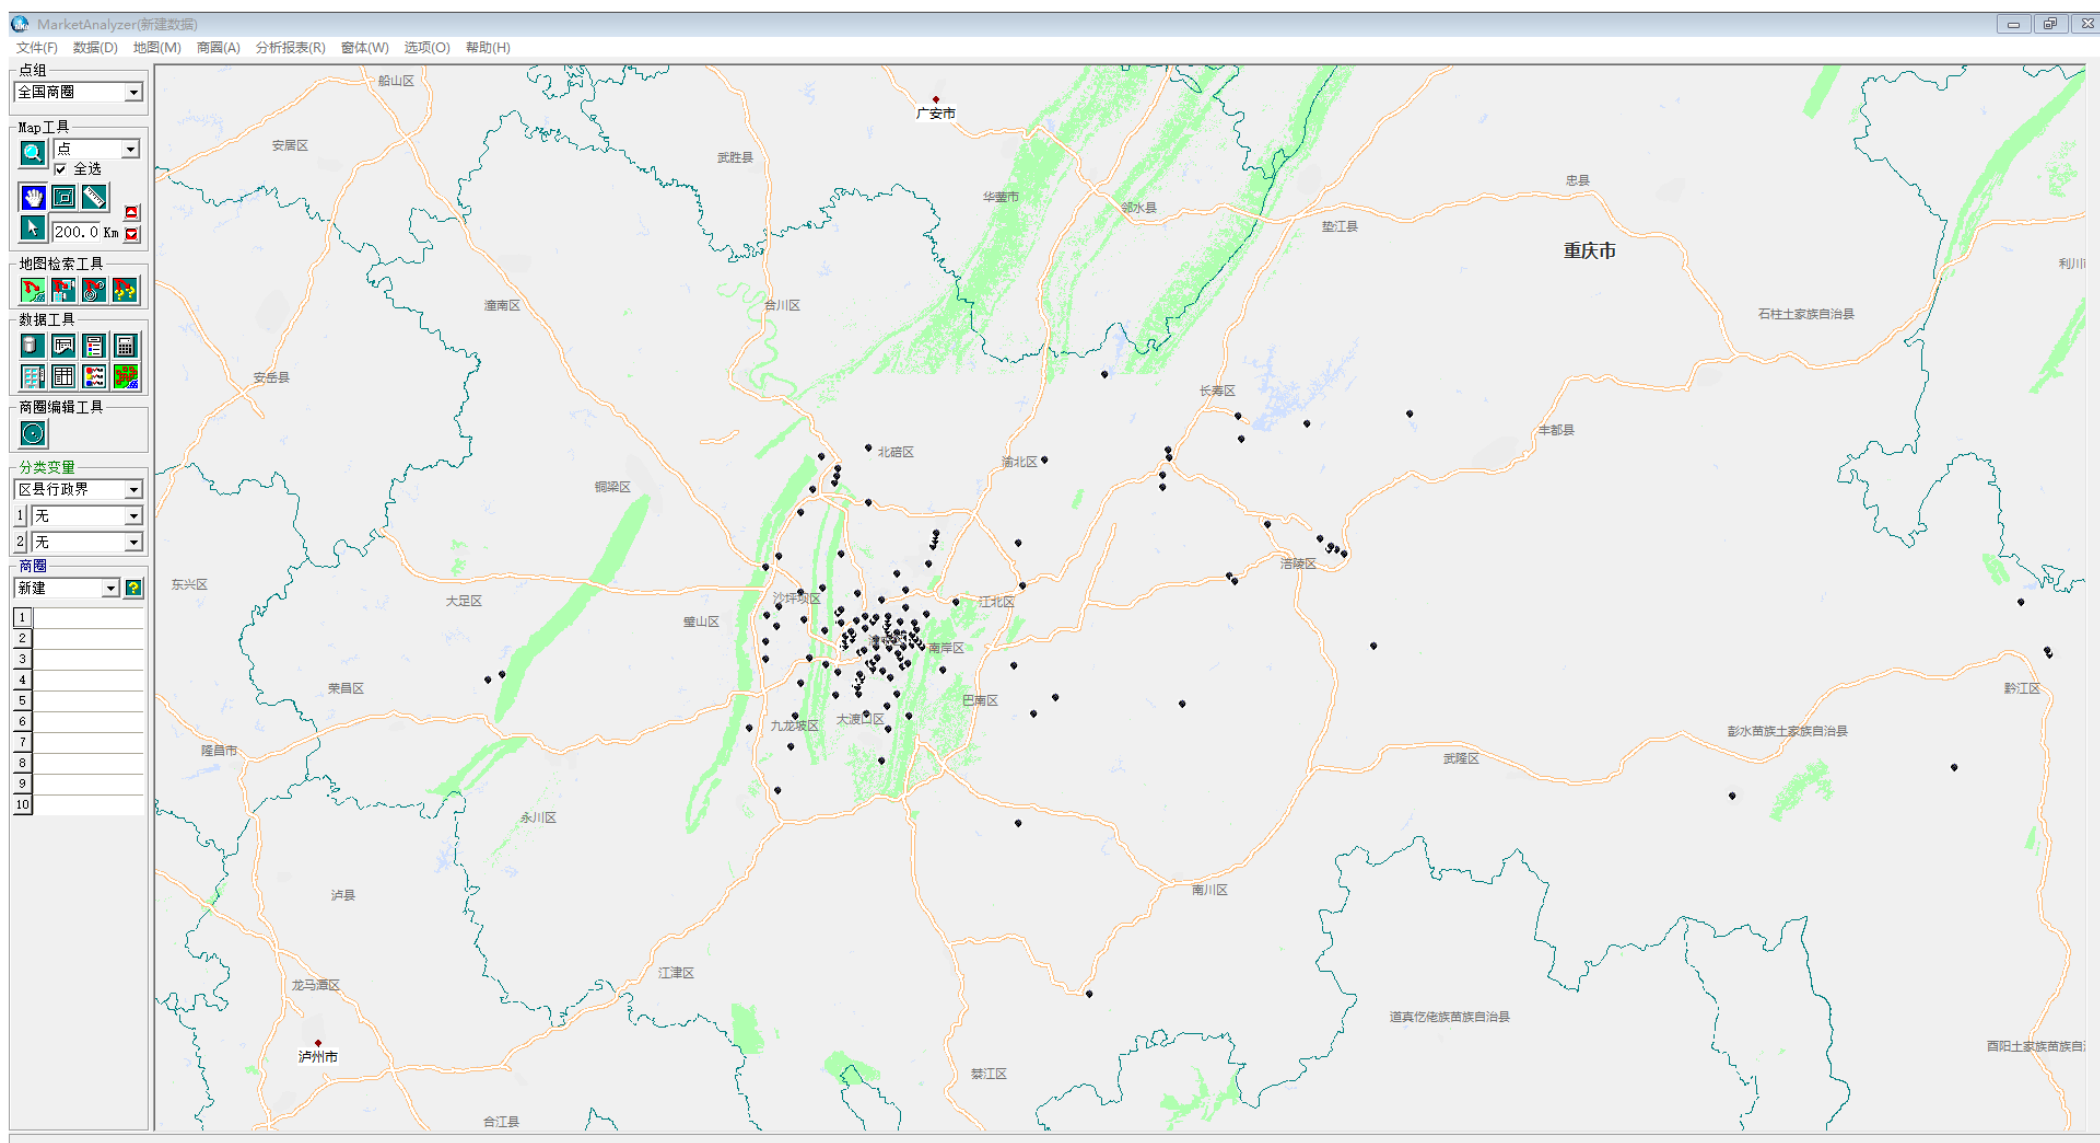 MarketAnalyzer(新建数据)
文件(F) 数据(D) 地图(M) 商圈(A) 分析报表(R) 窗体(W) 选项(O) 帮助(H)
点组
全国商圈
Map工具
点
全选
200.0 Km
地图检索工具
数据工具
商圈编辑工具
分类变量
区县行政界
1 无
2 无
商圈
新建
1
2
3
4
5
6
7
8
9
10
船山区
广安市
安居区
武胜县
忠县
华蓥市
邻水县
垫江县
重庆市
利川
潼南区
合川区
石柱土家族自治县
安岳县
长寿区
丰都县
北碚区
渝北区
铜梁区
涪陵区
东兴区
大足区
沙坪坝区
江北区
璧山区
南岸区
荣昌区
黔江区
巴南区
九龙坡区
大渡口区
彭水苗族土家族自治县
隆昌市
武隆区
永川区
泸县
南川区
江津区
龙马潭区
道真仡佬族苗族自治县
泸州市
酉阳土家族苗族自
綦江区
合江县